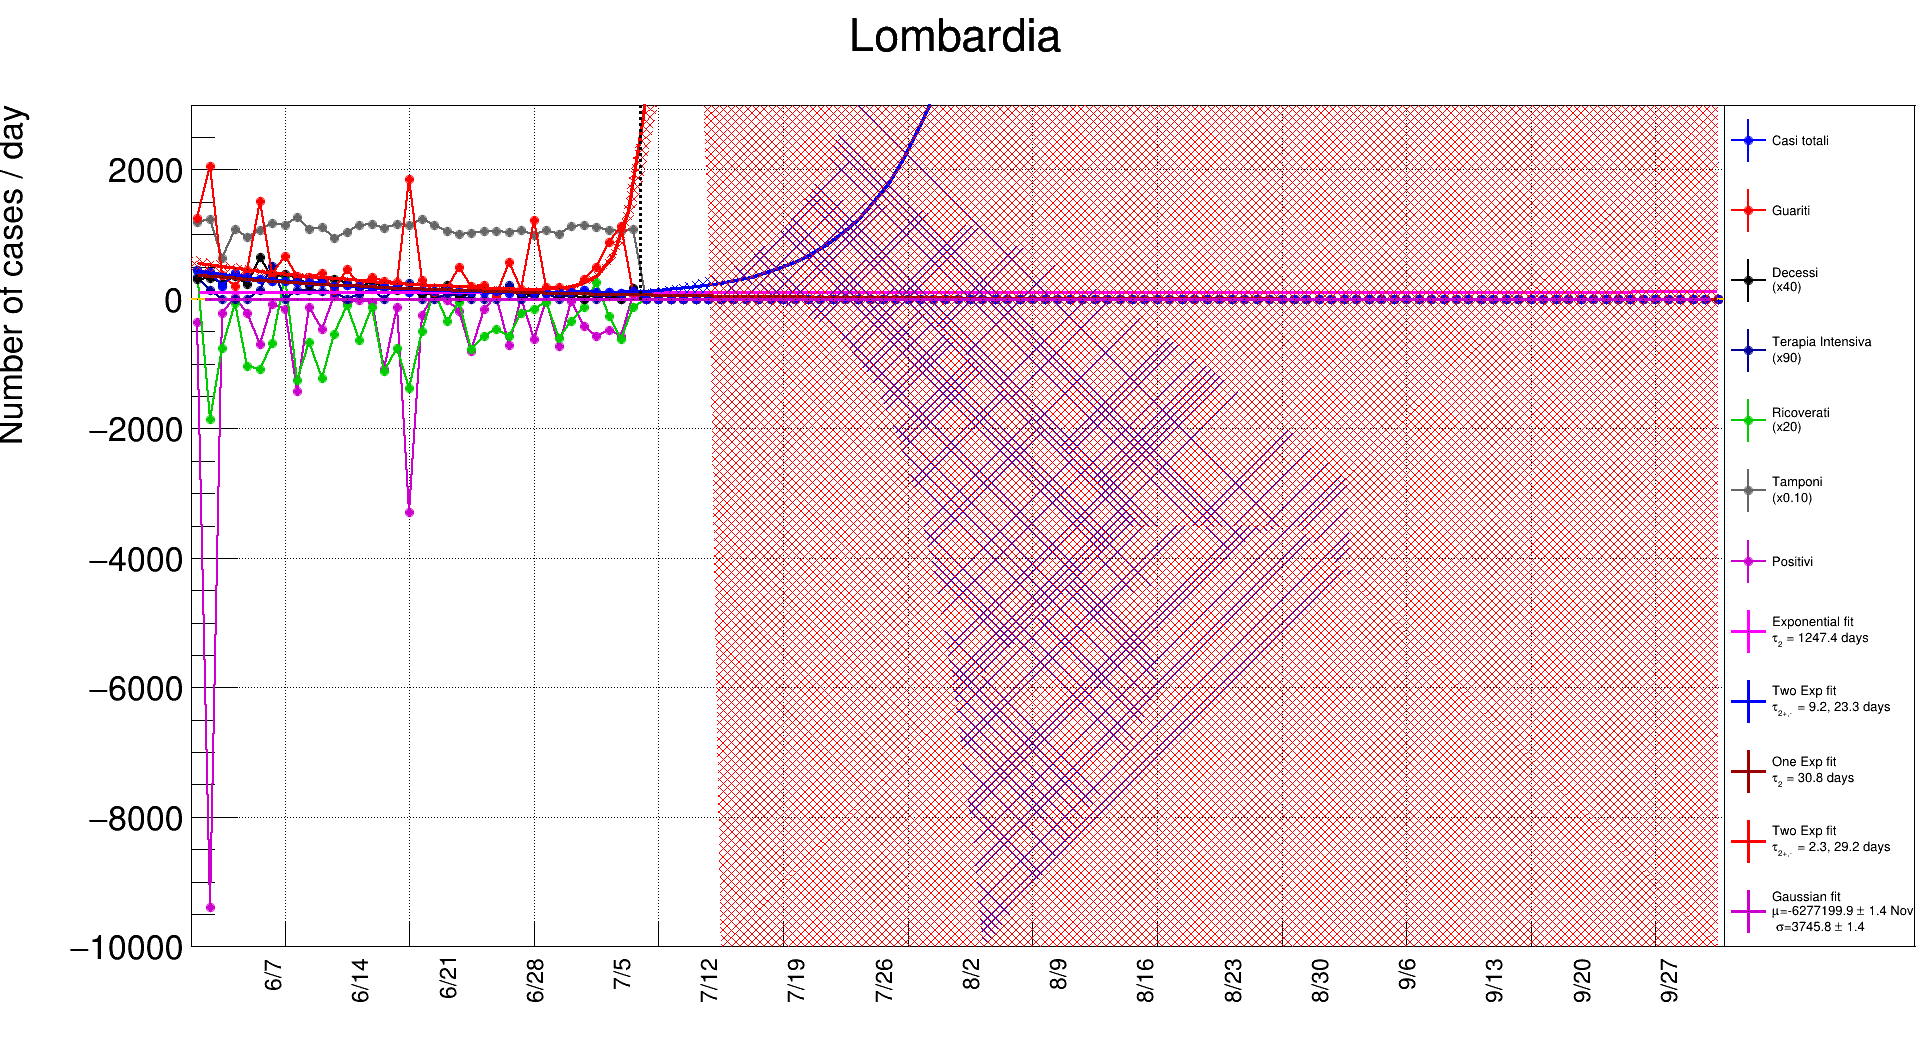 Lombardia
Number of cases / day
2000
0
−2000
−4000
−6000
−8000
−10000
6/7
6/14
6/21
6/28
7/5
7/12
7/19
7/26
8/2
8/9
8/16
8/23
8/30
9/6
9/13
9/20
9/27
Casi totali
Guariti
Decessi
(x40)
Terapia Intensiva
(x90)
Ricoverati
(x20)
Tamponi
(x0.10)
Positivi
Exponential fit
τ2 = 1247.4 days
Two Exp fit
τ2+,- = 9.2, 23.3 days
One Exp fit
τ2 = 30.8 days
Two Exp fit
τ2+,- = 2.3, 29.2 days
Gaussian fit
μ=-6277199.9 ± 1.4 Nov
σ=3745.8 ± 1.4